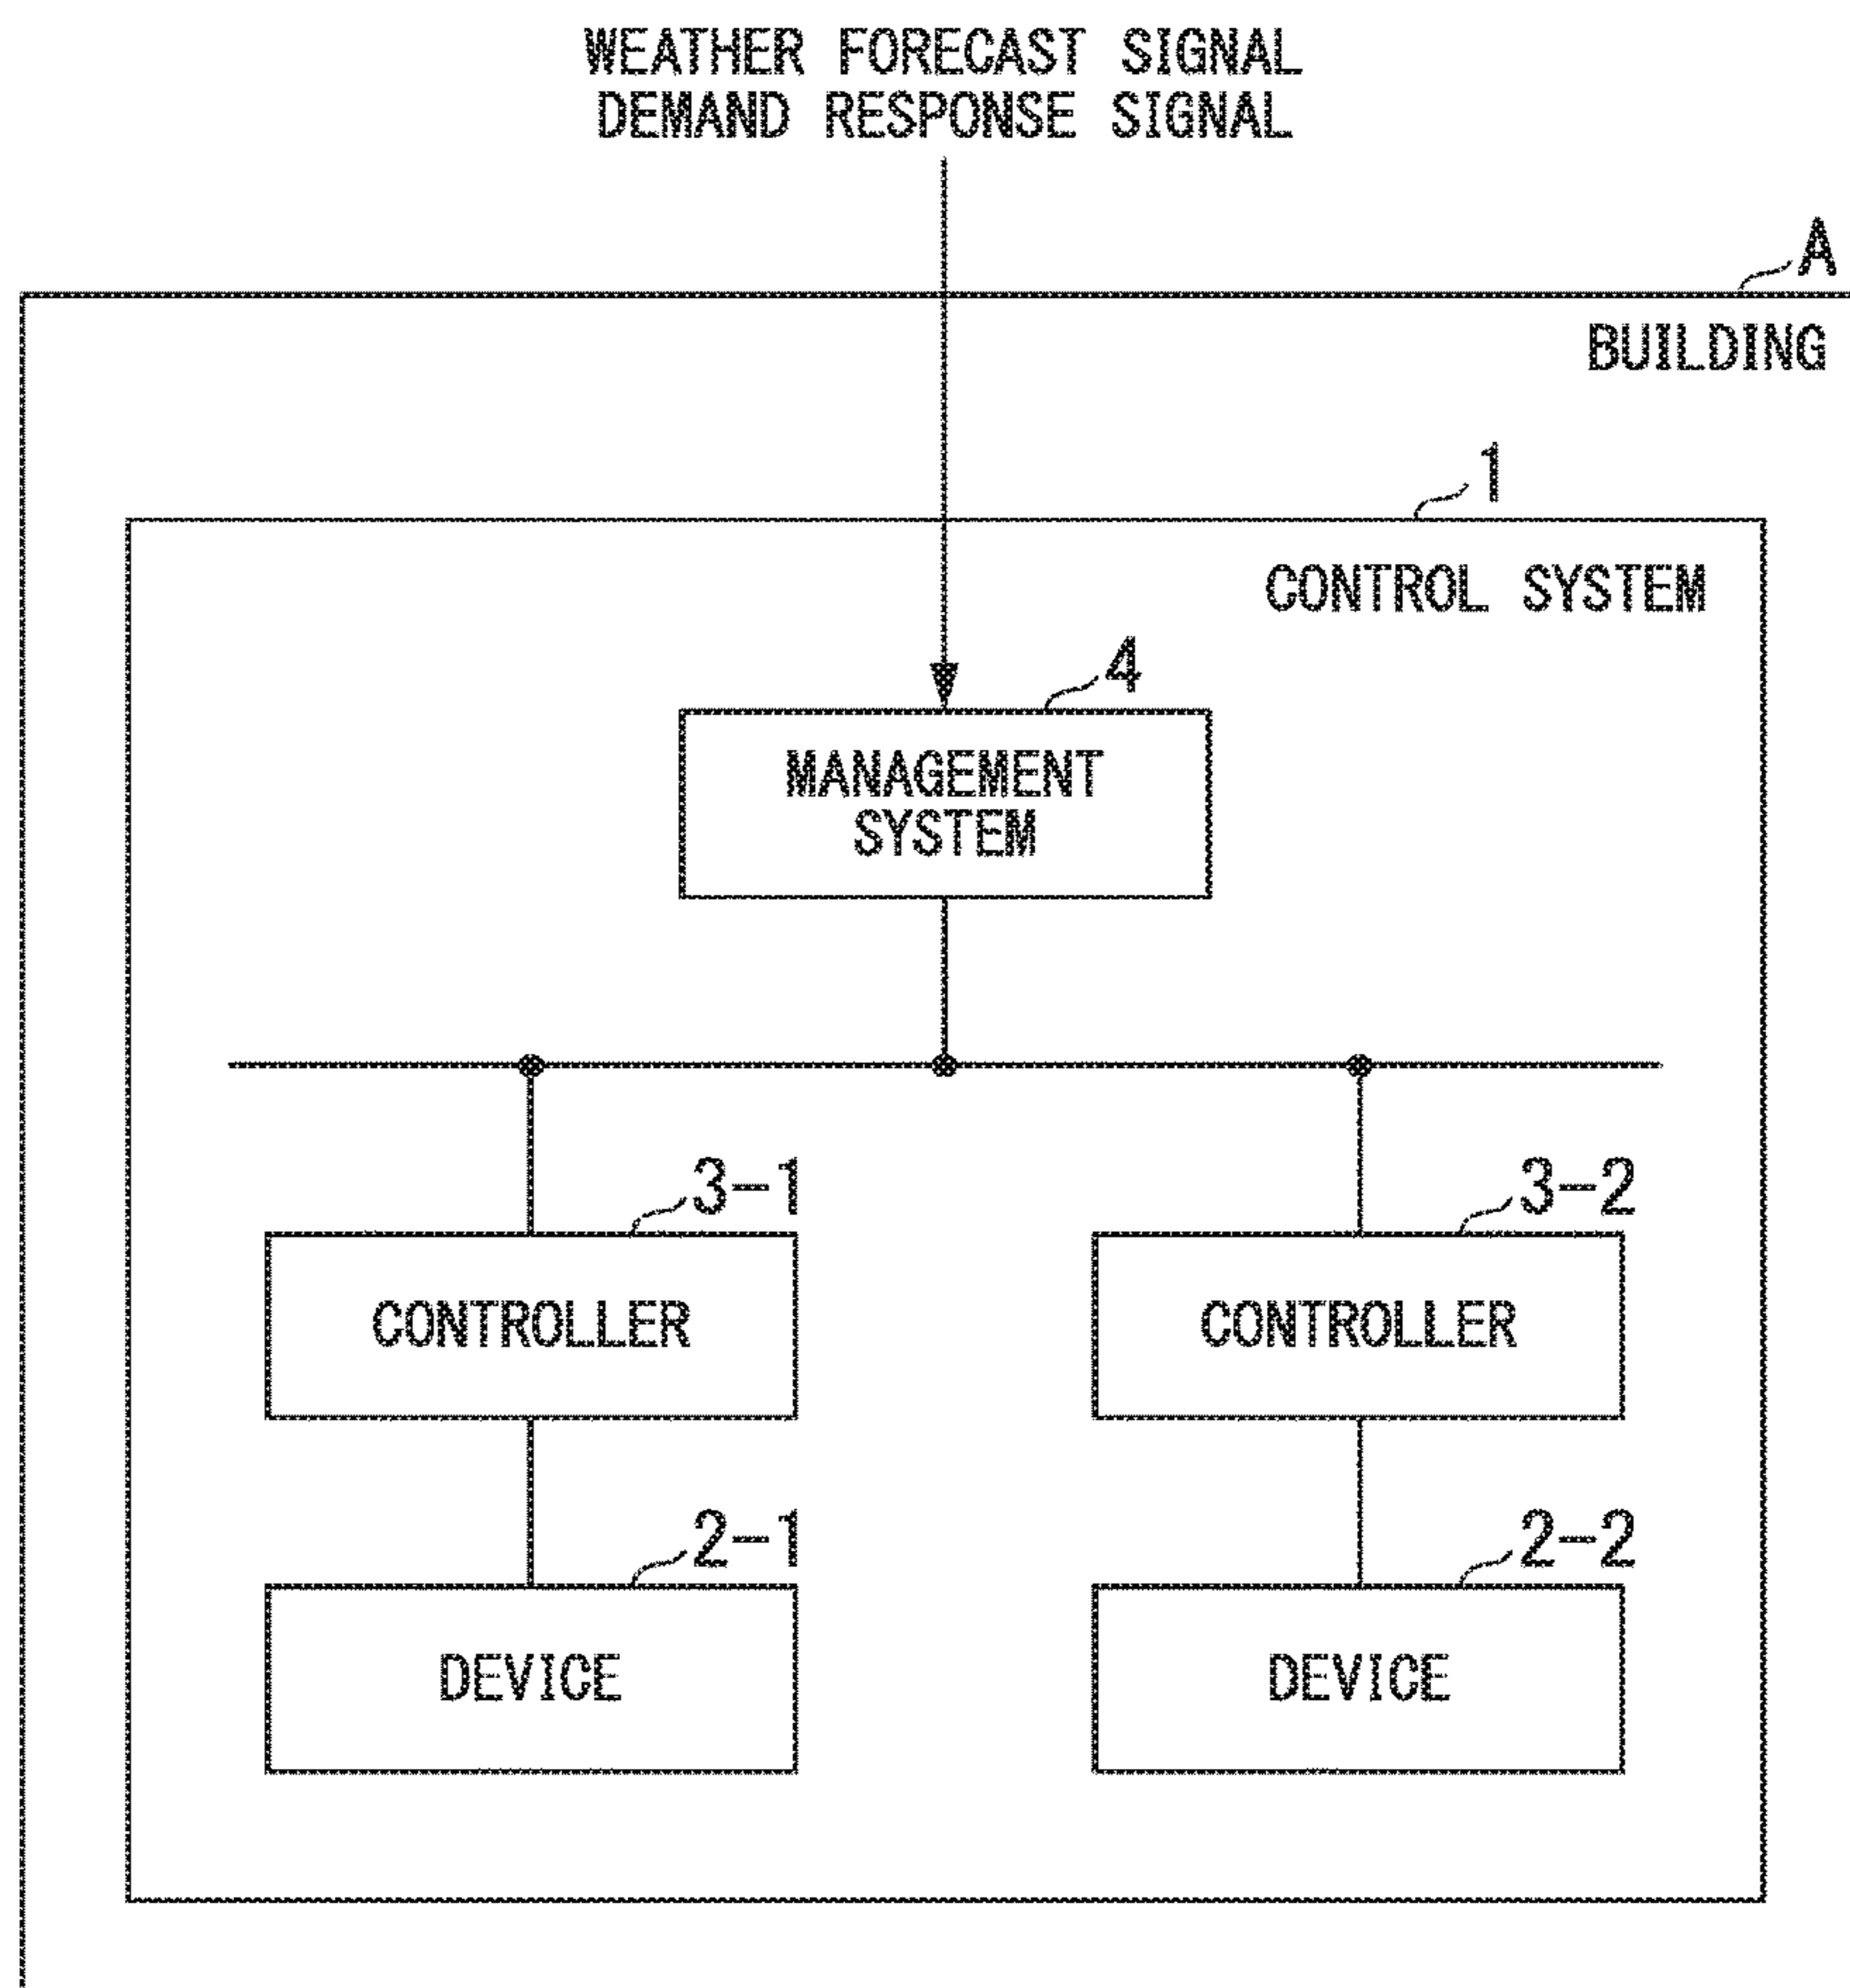 WEATHER FORECAST SIGNAL
DEMAND RESPONSE SIGNAL
A
BUILDING
1
CONTROL SYSTEM
4
MANAGEMENT
SYSTEM
3-1
3-2
CONTROLLER
CONTROLLER
2-1
2-2
DEVICE
DEVICE